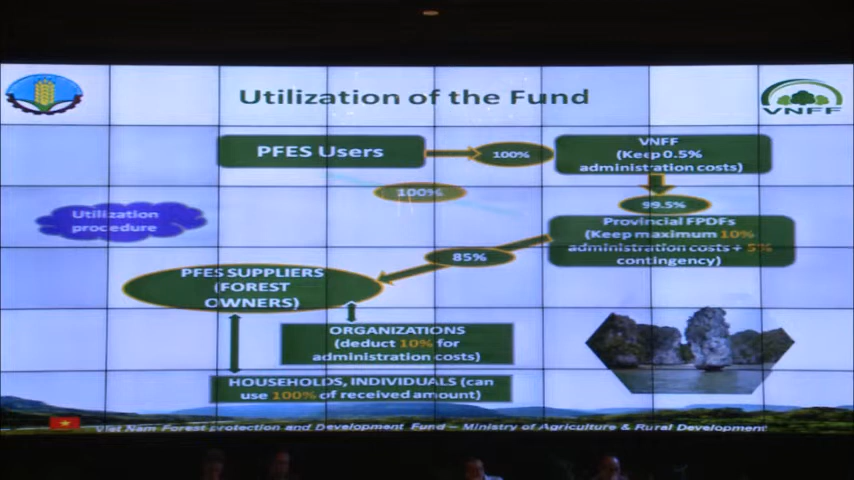 Utilization of the Fund
VNFF
PFES Users
100%
VNFF
(Keep 0.5%
administration costs)
100%
99.5%
Utilization
procedure
Provincial FPDFs
(Keep maximum 10%
administration costs + 5%
contingency)
85%
PFES SUPPLIERS
(FOREST
OWNERS)
ORGANIZATIONS
(deduct 10% for
administration costs)
HOUSEHOLDS, INDIVIDUALS (can
use 100% of received amount)
Viet Nam Forest Protection and Development Fund - Ministry of Agriculture & Rural Development